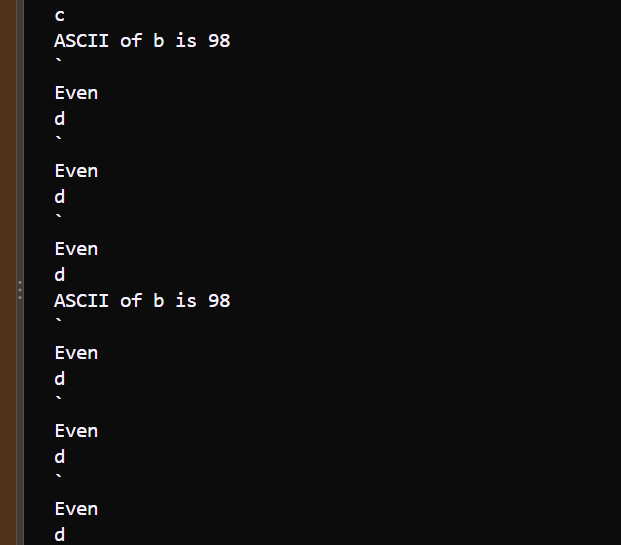 c
ASCII of b is 98
`
Even
d
`
Even
d
`
Even
d
ASCII of b is 98
`
Even
d
`
Even
d
`
Even
d